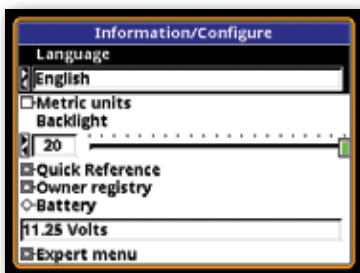 Information/Configure
Language
English
Metric units
Backlight
20
Quick Reference
Owner registry
Battery
11.25 Volts
Expert menu